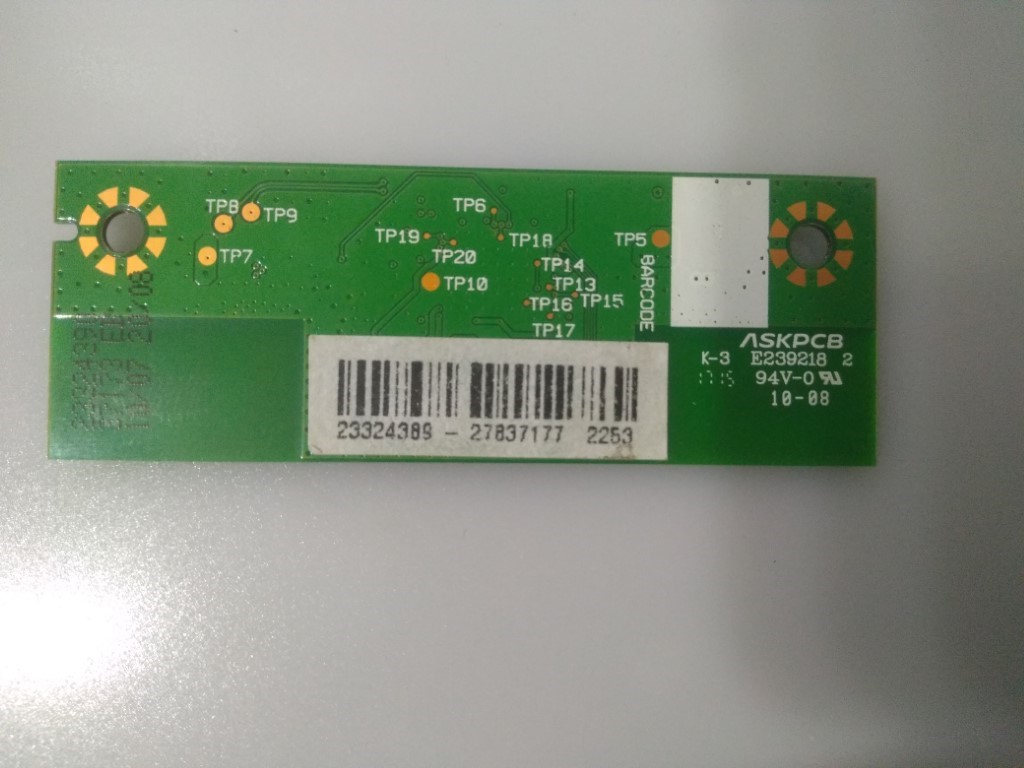 TP8
TP9
TP7
TP6
TP19
TP18
TP20
TP10
TP14
TP13
TP15
TP16
TP17
TP5
BARCODE
ASKPCB
K-3 E239218 2
1715 94V-0
10-08
23324389 - 27837177 2253